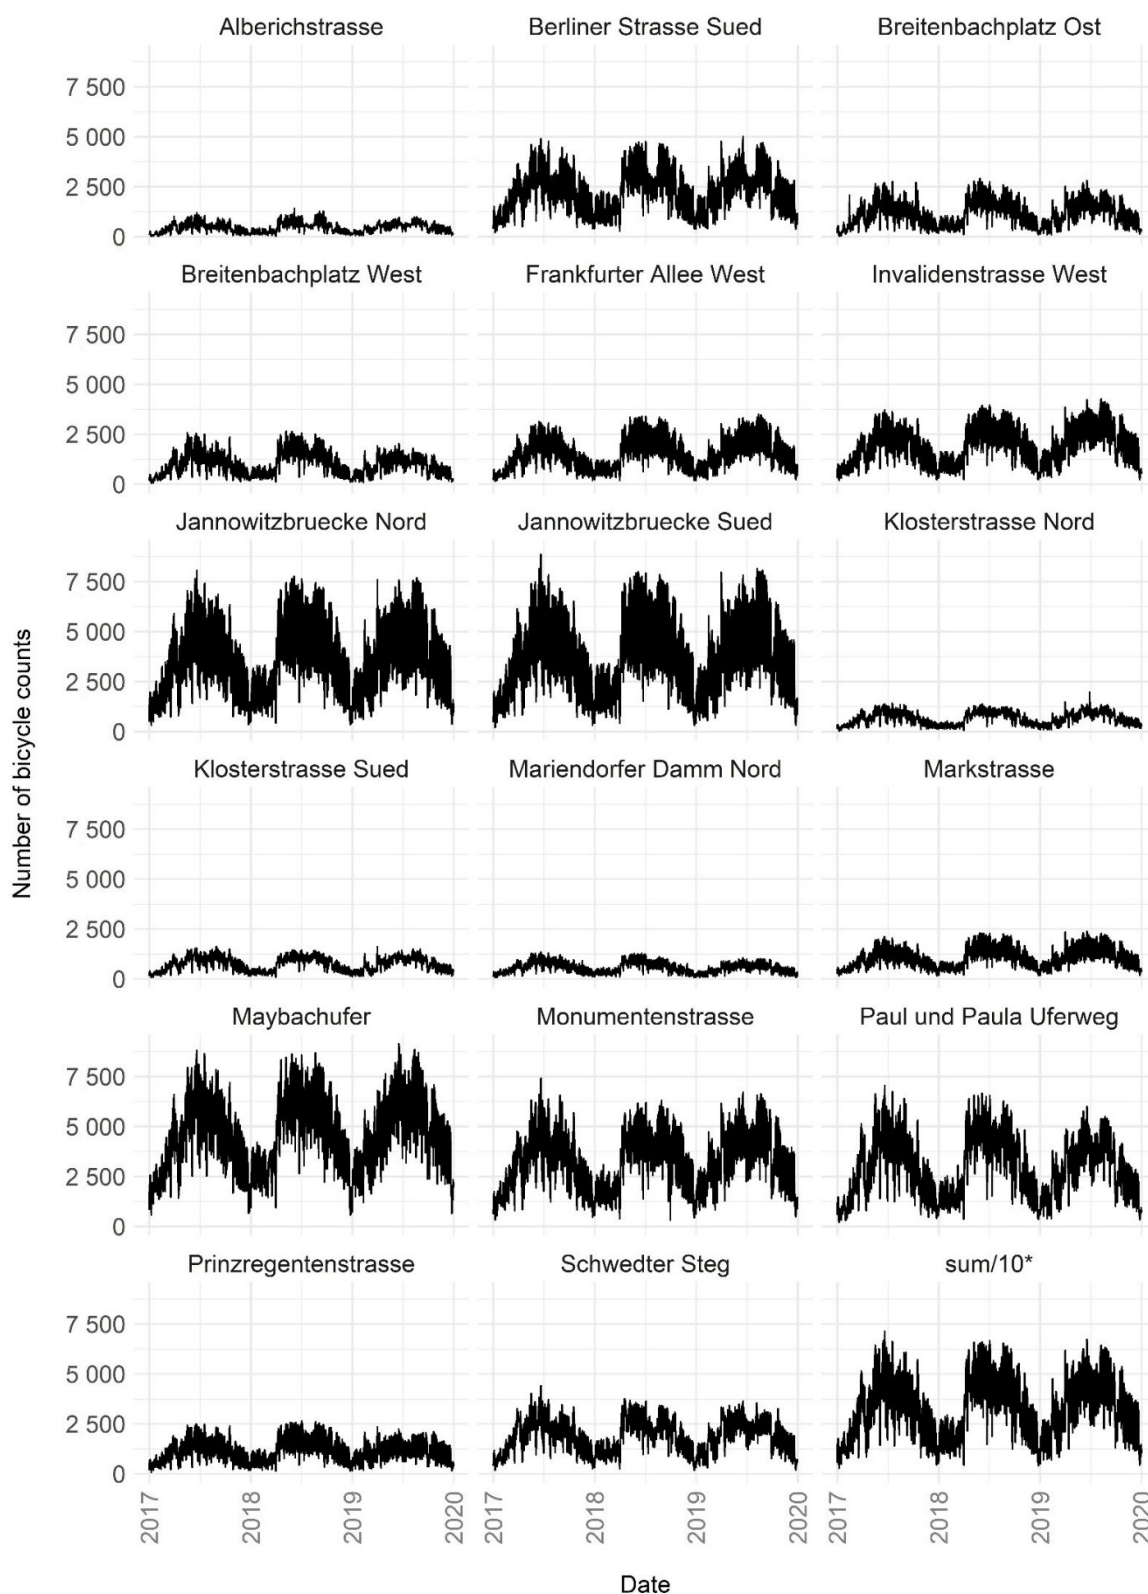 Alberichstrasse
Berliner Strasse Sued
Breitenbachplatz Ost
7 500
5 000
2 500
0
Breitenbachplatz West
Frankfurter Allee West
Invalidenstrasse West
7 500
5 000
2 500
0
Jannowitzbruecke Nord
Jannowitzbruecke Sued
Klosterstrasse Nord
7 500
5 000
2 500
0
Number of bicycle counts
Klosterstrasse Sued
Mariendorfer Damm Nord
Markstrasse
7 500
5 000
2 500
0
Maybachufer
Monumentenstrasse
Paul und Paula Uferweg
7 500
5 000
2 500
0
Prinzregentenstrasse
Schwedter Steg
sum/10*
7 500
5 000
2 500
0
2017
2018
2019
2020
2017
2018
2019
2020
2017
2018
2019
2020
Date